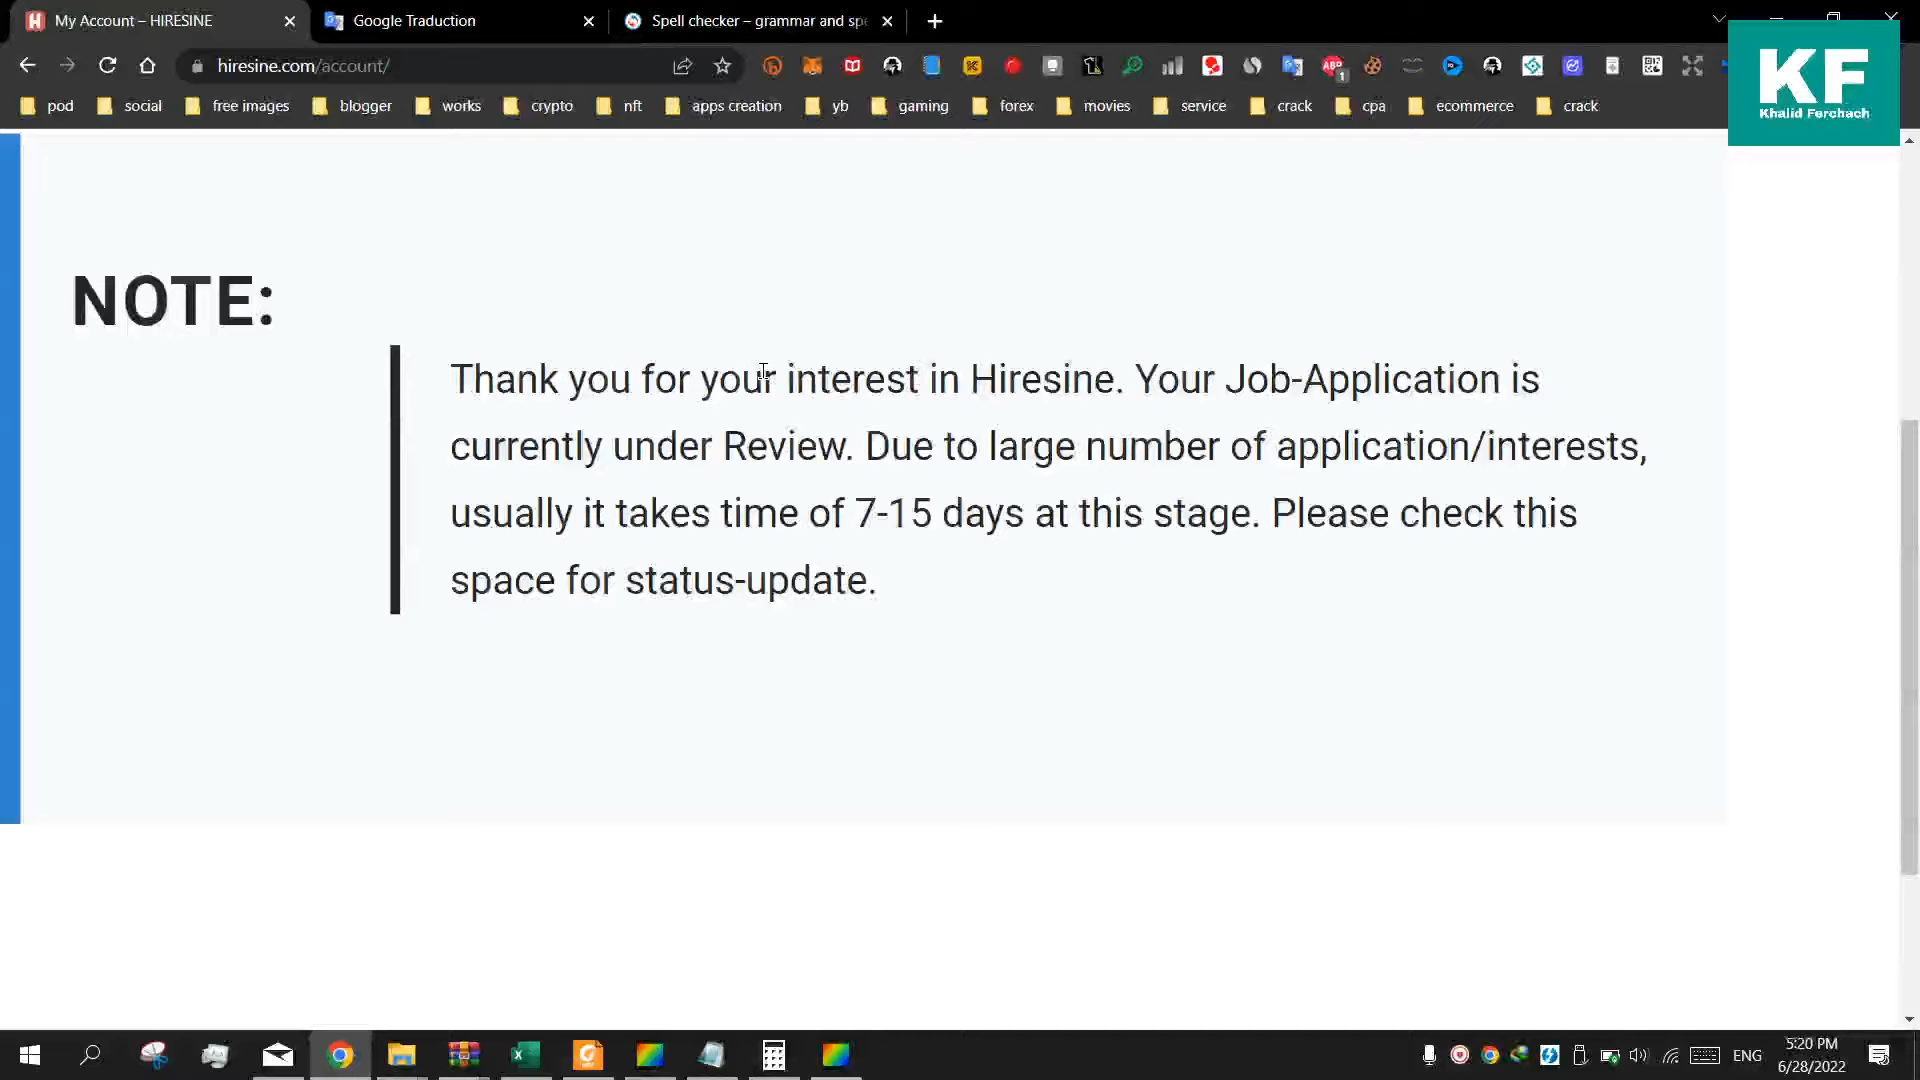 My Account – HIRESINE
Google Traduction
Spell checker – grammar and spe
hiresine.com/account/
pod social free images blogger works crypto nft apps creation yb gaming forex movies service crack cpa ecommerce crack
KF
Khalid Ferchach
NOTE:
Thank you for your interest in Hiresine. Your Job-Application is
currently under Review. Due to large number of application/interests,
usually it takes time of 7-15 days at this stage. Please check this
space for status-update.
ENG
5:20 PM
6/28/2022